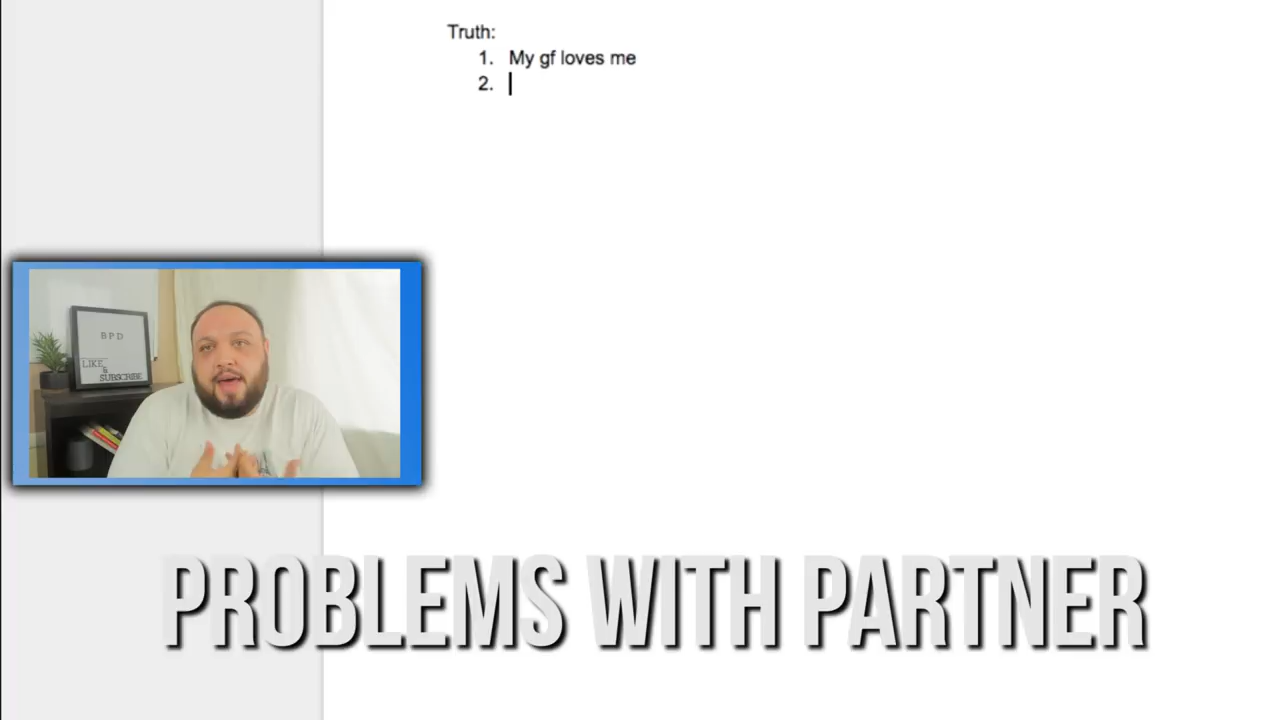 Truth:
1. My gf loves me
2.
BPD
LIKE
&
SUBSCRIBE
PROBLEMS WITH PARTNER